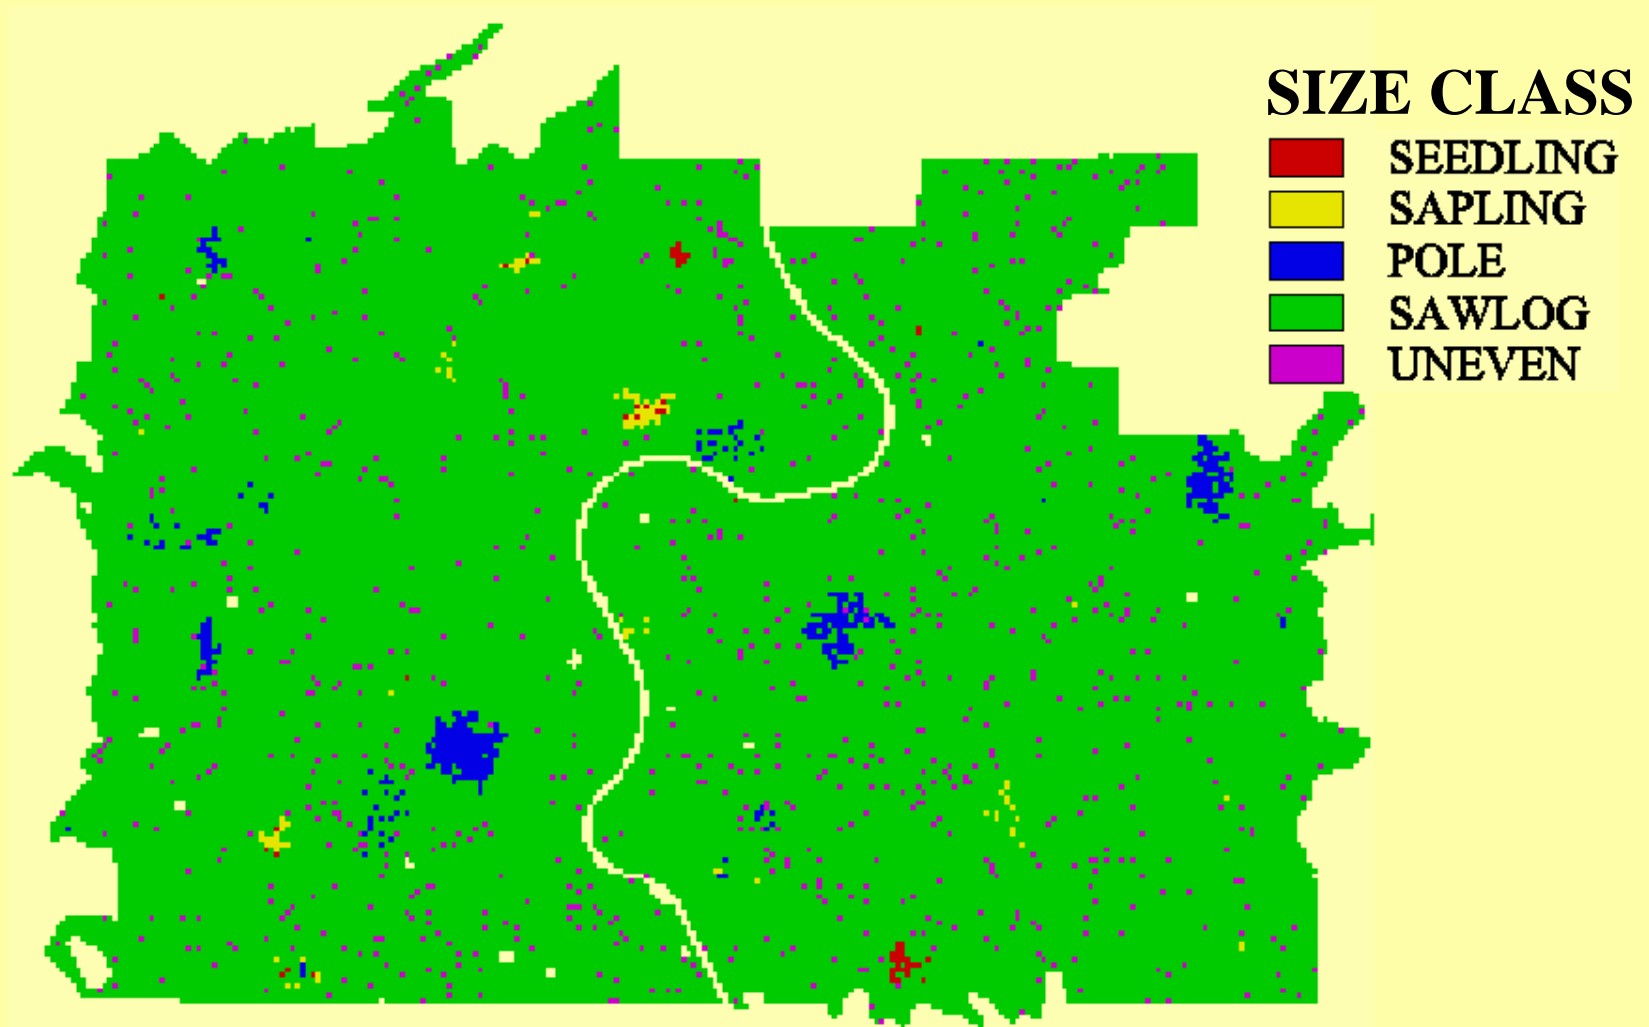 SIZE CLASS
SEEDLING
SAPLING
POLE
SAWLOG
UNEVEN